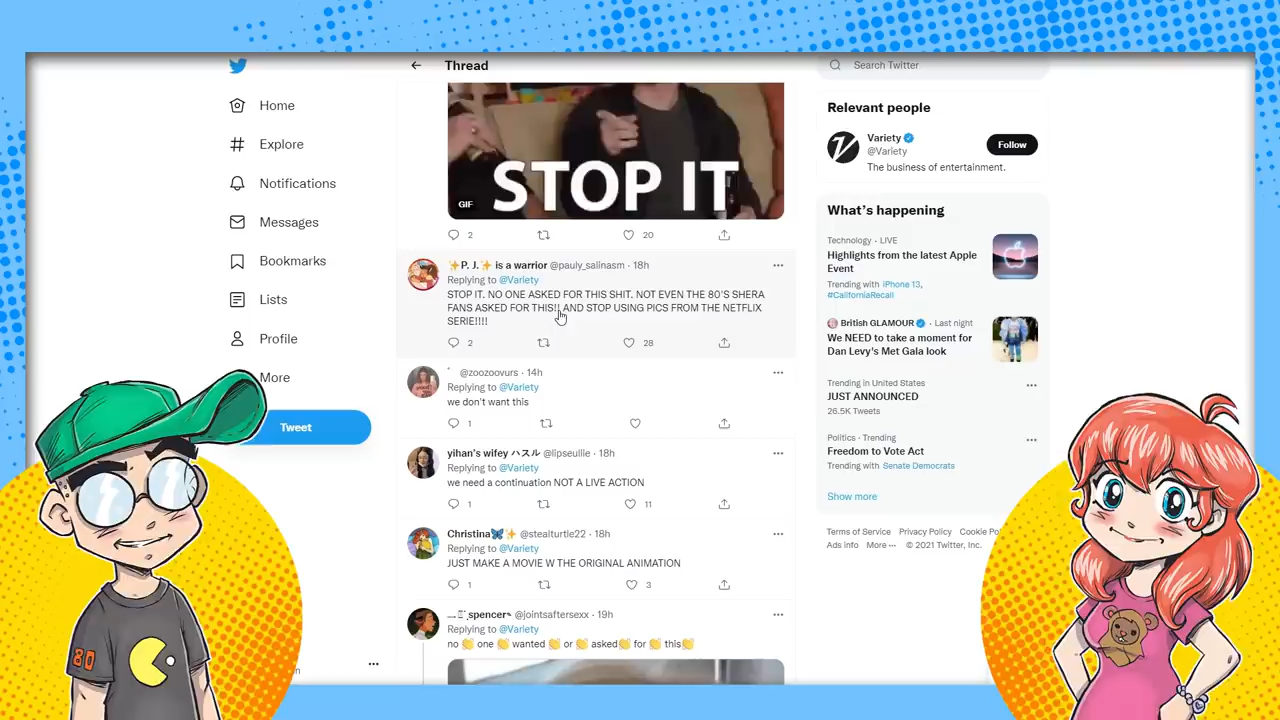 Thread
Search Twitter
Home
Explore
Notifications
Messages
Bookmarks
Lists
Profile
More
Tweet
STOP IT
GIF
2
20
✨P. J.✨ is a warrior @pauly_salinasm · 18h
Replying to @Variety
STOP IT. NO ONE ASKED FOR THIS SHIT. NOT EVEN THE 80'S SHERA
FANS ASKED FOR THIS!! AND STOP USING PICS FROM THE NETFLIX
SERIE!!!!
2
28
@zoozoovurs · 14h
Replying to @Variety
we don't want this
1
yihan's wifey ハスル @lipseullie · 18h
Replying to @Variety
we need a continuation NOT A LIVE ACTION
1
11
Christina🦋✨ @stealturtle22 · 18h
Replying to @Variety
JUST MAKE A MOVIE W THE ORIGINAL ANIMATION
1
3
spencer @jointsaftersexx · 19h
Replying to @Variety
no 👏 one 👏 wanted 👏 or 👏 asked👏 for 👏 this👏
Relevant people
Variety
@Variety
Follow
The business of entertainment.
What's happening
Technology · LIVE
Highlights from the latest Apple
Event
Trending with iPhone 13,
#CaliforniaRecall
British GLAMOUR · Last night
We NEED to take a moment for
Dan Levy's Met Gala look
Trending in United States
JUST ANNOUNCED
26.5K Tweets
Politics · Trending
Freedom to Vote Act
Trending with Senate Democrats
Show more
Terms of Service Privacy Policy Cookie
Ads info More ··· © 2021 Twitter, Inc.
80